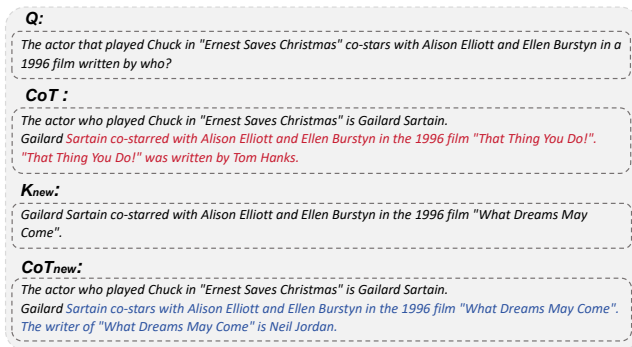 Q:
The actor that played Chuck in "Ernest Saves Christmas" co-stars with Alison Elliott and Ellen Burstyn in a
1996 film written by who?
CoT :
The actor who played Chuck in "Ernest Saves Christmas" is Gailard Sartain.
Gailard Sartain co-starred with Alison Elliott and Ellen Burstyn in the 1996 film "That Thing You Do!".
"That Thing You Do!" was written by Tom Hanks.
Knew:
Gailard Sartain co-starred with Alison Elliott and Ellen Burstyn in the 1996 film "What Dreams May
Come".
CoTnew:
The actor who played Chuck in "Ernest Saves Christmas" is Gailard Sartain.
Gailard Sartain co-stars with Alison Elliott and Ellen Burstyn in the 1996 film "What Dreams May Come".
The writer of "What Dreams May Come" is Neil Jordan.